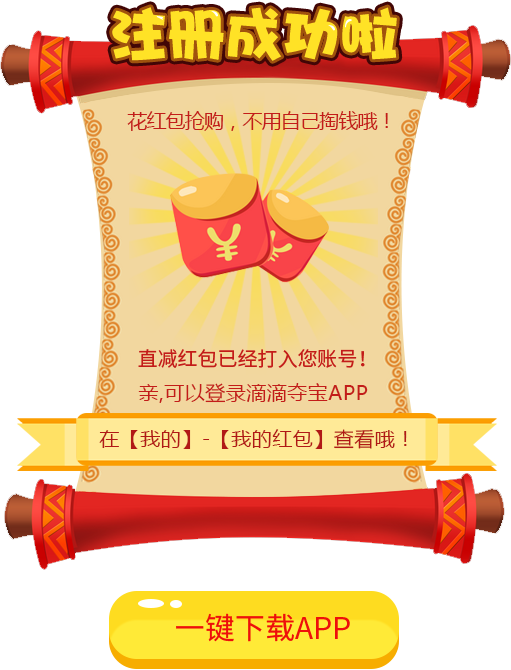 注册成功啦
花红包抢购，不用自己掏钱哦！
¥
¥
直减红包已经打入您账号！
亲,可以登录滴滴夺宝APP
在【我的】-【我的红包】查看哦！
一键下载APP